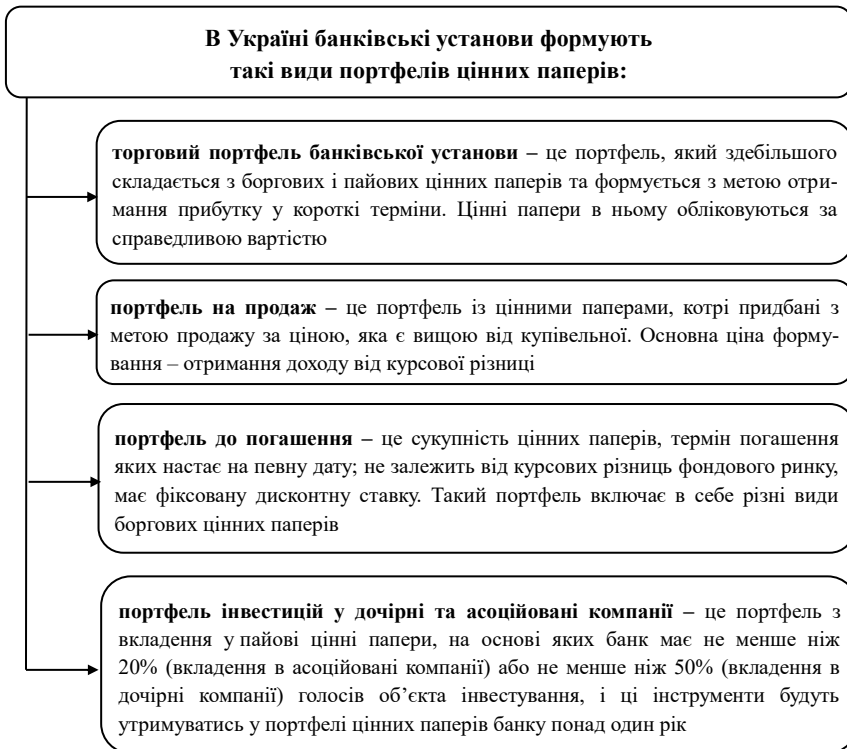 В Україні банківські установи формують
такі види портфелів цінних паперів:
торговий портфель банківської установи – це портфель, який здебільшого
складається з боргових і пайових цінних паперів та формується з метою отри-
мання прибутку у короткі терміни. Цінні папери в ньому обліковуються за
справедливою вартістю
портфель на продаж – це портфель із цінними паперами, котрі придбані з
метою продажу за ціною, яка є вищою від купівельної. Основна ціна форму-
вання – отримання доходу від курсової різниці
портфель до погашення – це сукупність цінних паперів, термін погашення
яких настає на певну дату; не залежить від курсових різниць фондового ринку,
має фіксовану дисконтну ставку. Такий портфель включає в себе різні види
боргових цінних паперів
портфель інвестицій у дочірні та асоційовані компанії – це портфель з
вкладення у пайові цінні папери, на основі яких банк має не менше ніж
20% (вкладення в асоційовані компанії) або не менше ніж 50% (вкладення в
дочірні компанії) голосів об’єкта інвестування, і ці інструменти будуть
утримуватись у портфелі цінних паперів банку понад один рік